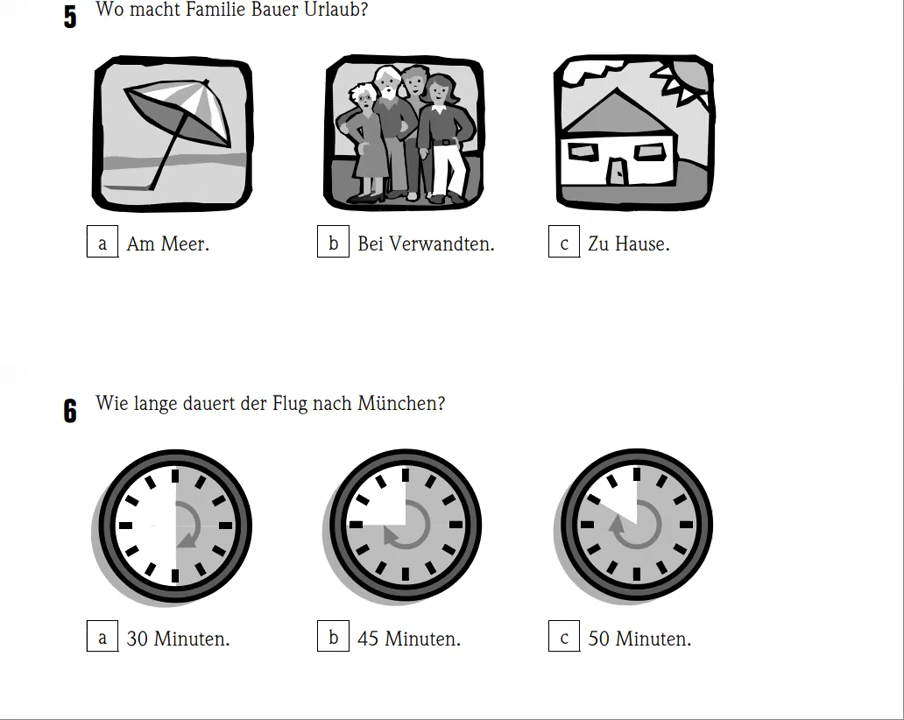 5 Wo macht Familie Bauer Urlaub?
a Am Meer.
b Bei Verwandten.
c Zu Hause.
6 Wie lange dauert der Flug nach München?
a 30 Minuten.
b 45 Minuten.
c 50 Minuten.